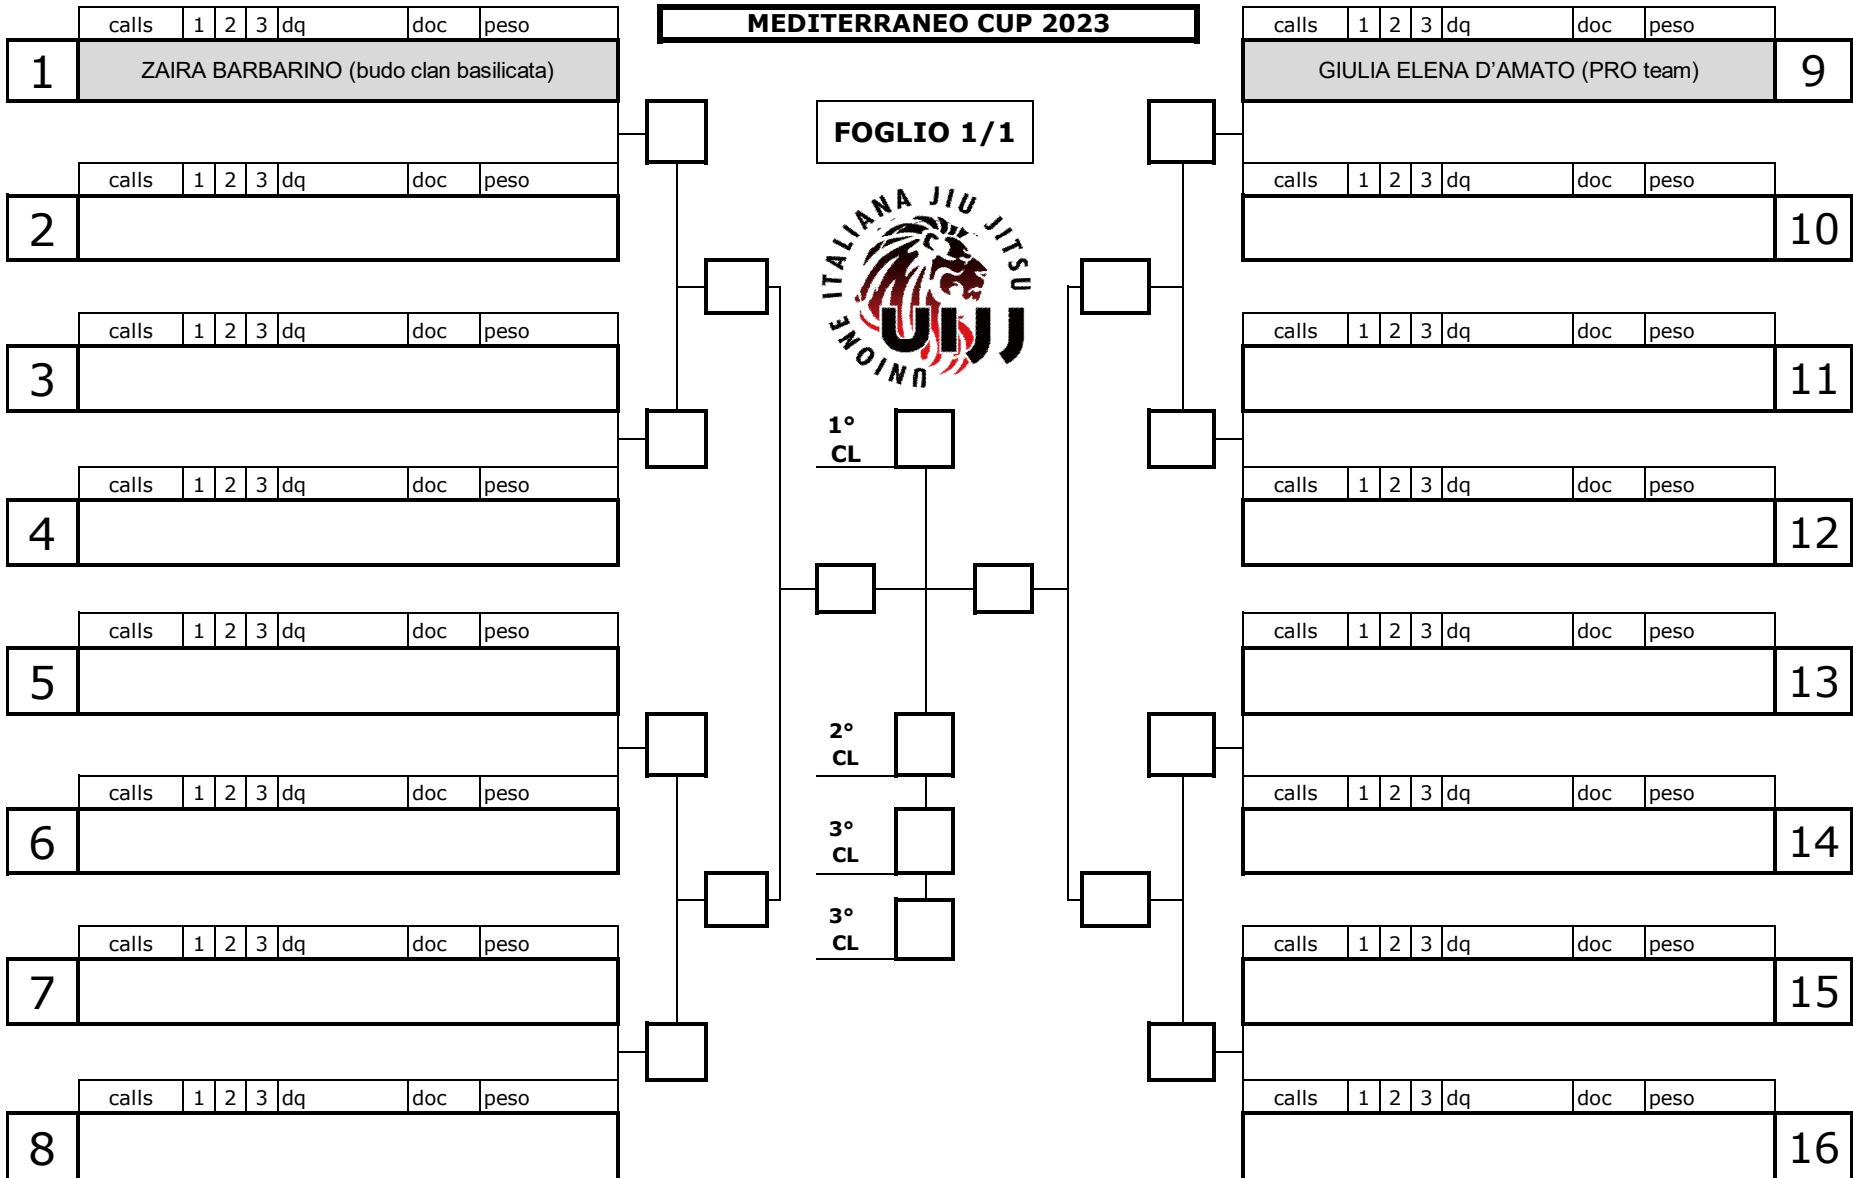 MEDITERRANEO CUP 2023
calls 1 2 3 dq doc peso
1 ZAIRA BARBARINO (budo clan basilicata)
calls 1 2 3 dq doc peso
2
calls 1 2 3 dq doc peso
3
calls 1 2 3 dq doc peso
4
calls 1 2 3 dq doc peso
5
calls 1 2 3 dq doc peso
6
calls 1 2 3 dq doc peso
7
calls 1 2 3 dq doc peso
8
FOGLIO 1/1
UNIONE ITALIANA JIU JITSU
UIJJ
1°
CL
2°
CL
3°
CL
3°
CL
calls 1 2 3 dq doc peso
GIULIA ELENA D’AMATO (PRO team) 9
calls 1 2 3 dq doc peso
10
calls 1 2 3 dq doc peso
11
calls 1 2 3 dq doc peso
12
calls 1 2 3 dq doc peso
13
calls 1 2 3 dq doc peso
14
calls 1 2 3 dq doc peso
15
calls 1 2 3 dq doc peso
16